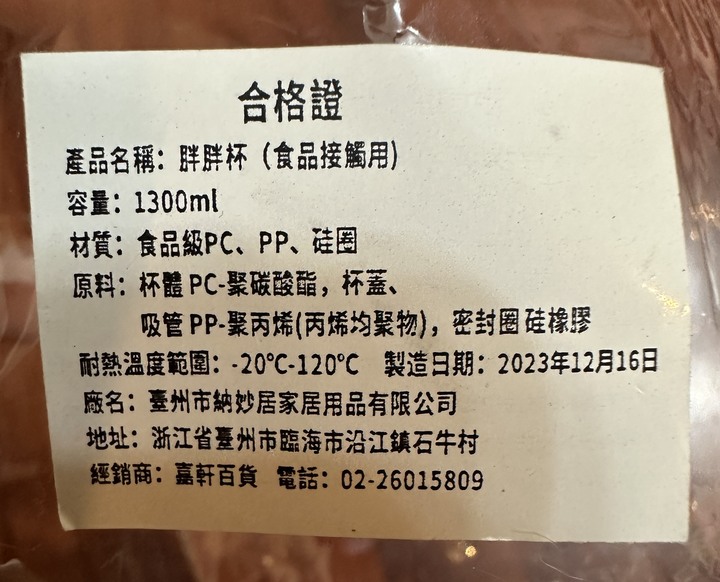 合格證
產品名稱：胖胖杯（食品接觸用）
容量：1300ml
材質：食品級PC、PP、硅圈
原料：杯體 PC-聚碳酸酯，杯蓋、
吸管 PP-聚丙烯(丙烯均聚物)，密封圈 硅橡膠
耐熱溫度範圍：-20℃-120℃ 製造日期：2023年12月16日
廠名：臺州市納妙居家居用品有限公司
地址：浙江省臺州市臨海市沿江鎮石牛村
經銷商：嘉軒百貨 電話：02-26015809